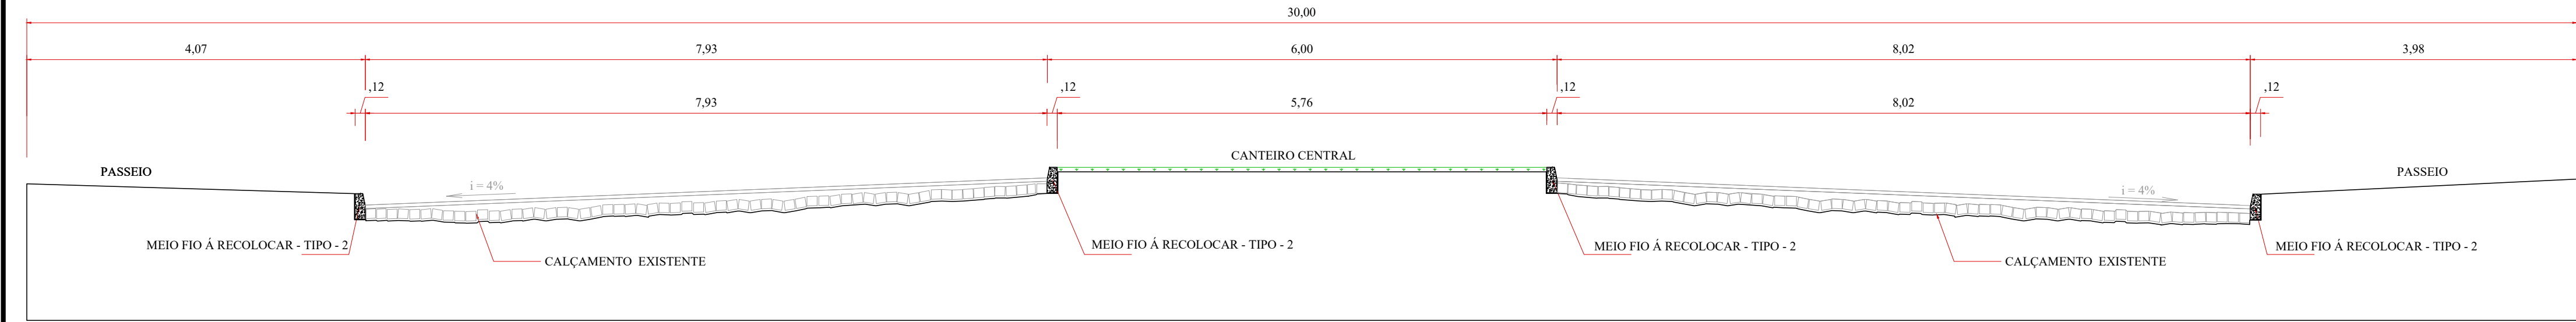 30,00
4,07
7,93
6,00
8,02
3,98
,12
,12
,12
,12
7,93
5,76
8,02
CANTEIRO CENTRAL
PASSEIO
PASSEIO
i = 4%
i = 4%
MEIO FIO Á RECOLOCAR - TIPO - 2
MEIO FIO Á RECOLOCAR - TIPO - 2
MEIO FIO Á RECOLOCAR - TIPO - 2
MEIO FIO Á RECOLOCAR - TIPO - 2
CALÇAMENTO EXISTENTE
CALÇAMENTO EXISTENTE